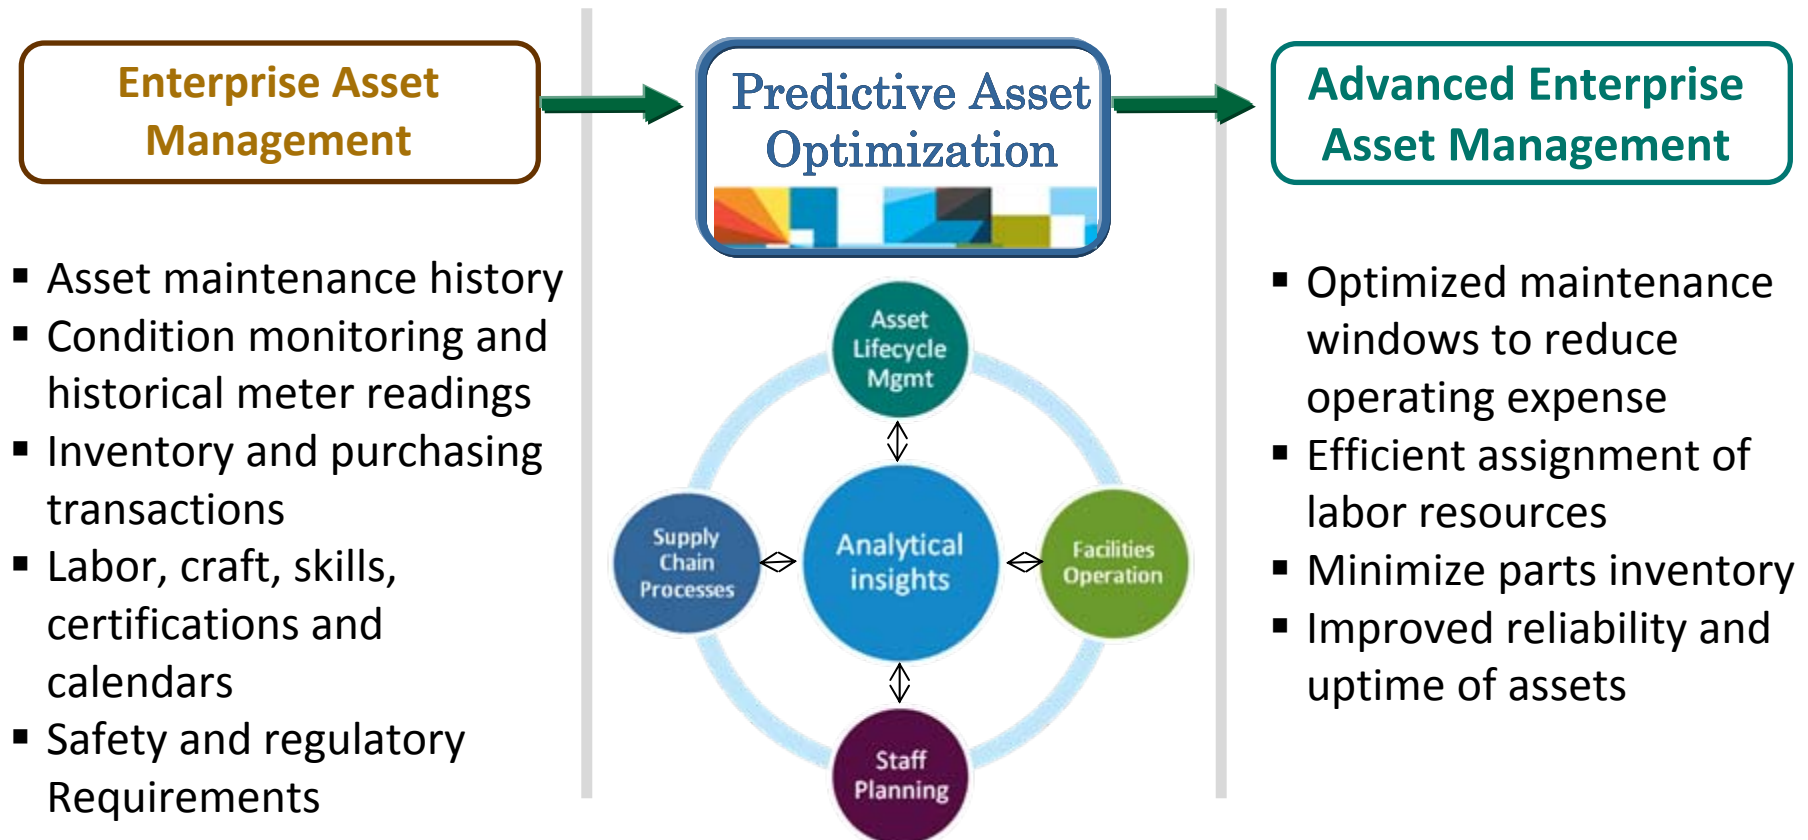 Enterprise Asset
Management
Predictive Asset
Optimization
Advanced Enterprise
Asset Management
▪ Asset maintenance history
▪ Condition monitoring and
historical meter readings
▪ Inventory and purchasing
transactions
▪ Labor, craft, skills,
certifications and
calendars
▪ Safety and regulatory
Requirements
Asset
Lifecycle
Mgmt
Supply
Chain
Processes
Analytical
insights
Facilities
Operation
Staff
Planning
▪ Optimized maintenance
windows to reduce
operating expense
▪ Efficient assignment of
labor resources
▪ Minimize parts inventory
▪ Improved reliability and
uptime of assets